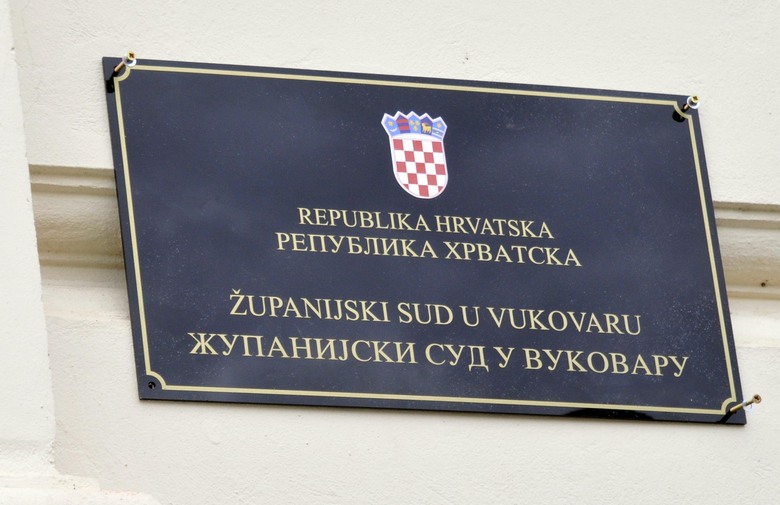 REPUBLIKA HRVATSKA
РЕПУБЛИКА ХРВАТСКА
ŽUPANIJSKI SUD U VUKOVARU
ЖУПАНИЈСКИ СУД У ВУКОВАРУ